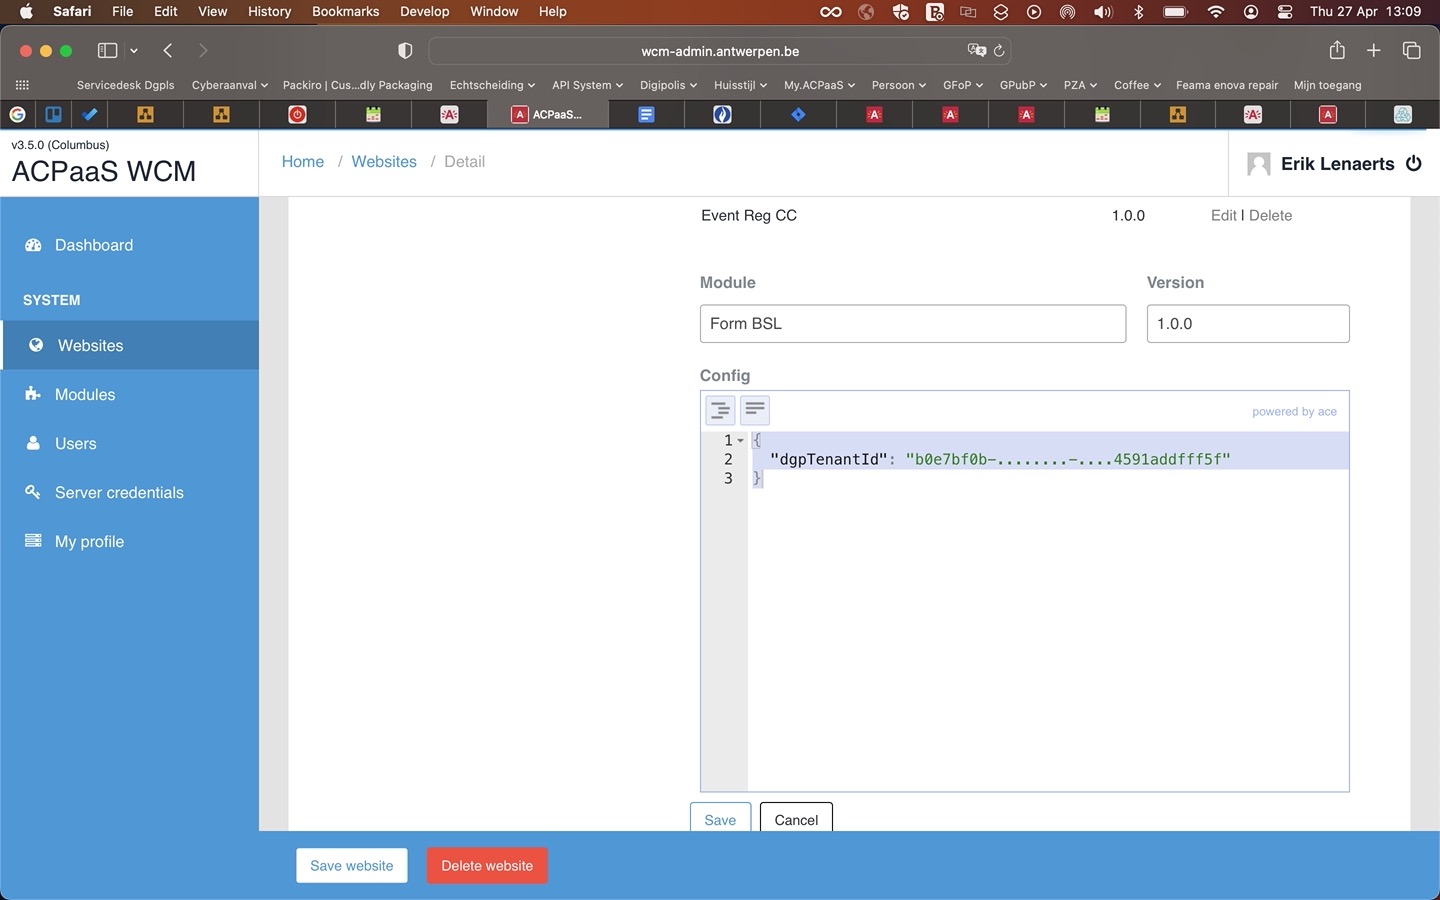 Safari File Edit View History Bookmarks Develop Window Help Thu 27 Apr 13:09
wcm-admin.antwerpen.be
Servicedesk Dgpls Cyberaanval Packiro | Cus...dly Packaging Echtscheiding API System Digipolis Huisstijl My.ACPaaS Persoon GFoP GPubP PZA Coffee Feama enova repair Mijn toegang
ACPaaS...
v3.5.0 (Columbus)
ACPaaS WCM
Home / Websites / Detail
Erik Lenaerts
Dashboard
SYSTEM
Websites
Modules
Users
Server credentials
My profile
Event Reg CC 1.0.0 Edit | Delete
Module Version
Form BSL 1.0.0
Config
powered by ace
1 {
2 "dgpTenantId": "b0e7bf0b-........-....4591addfff5f"
3 }
Save Cancel
Save website Delete website